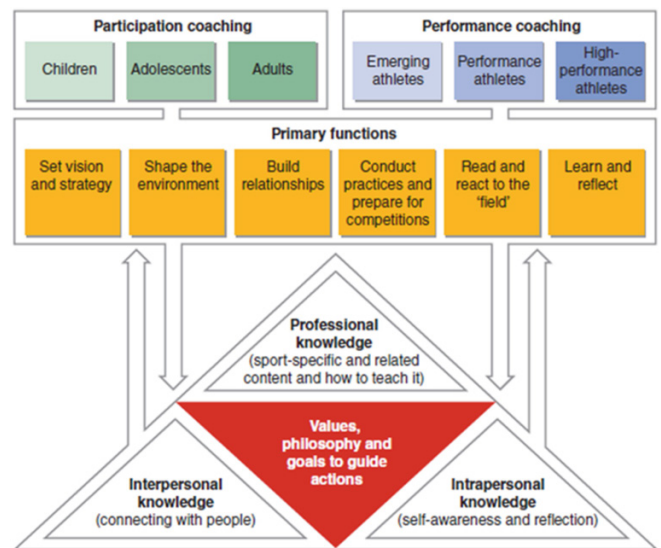 Participation coaching
Children
Adolescents
Adults
Performance coaching
Emerging
athletes
Performance
athletes
High-
performance
athletes
Primary functions
Set vision
and strategy
Shape the
environment
Build
relationships
Conduct
practices and
prepare for
competitions
Read and
react to the
‘field’
Learn and
reflect
Professional
knowledge
(sport-specific and related
content and how to teach it)
Values,
philosophy and
goals to guide
actions
Interpersonal
knowledge
(connecting with people)
Intrapersonal
knowledge
(self-awareness and reflection)